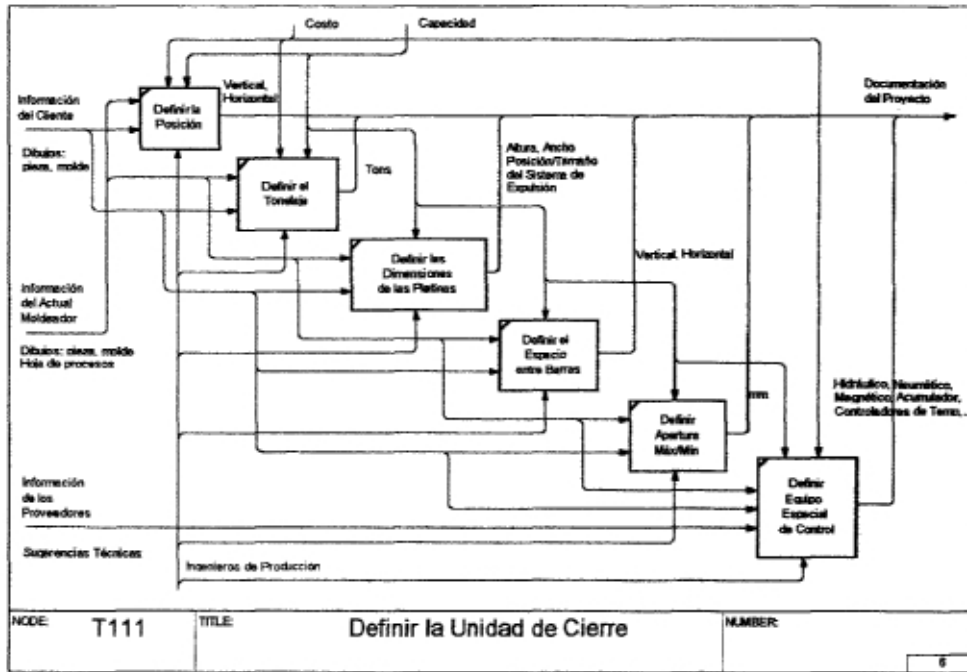 Costo
Capacidad
Información
del Cliente
Definir la
Posición
Vertical,
Horizontal
Documentación
del Proyecto
Dibujos:
pieza, molde
Definir el
Tonelaje
Tons
Altura, Ancho
Posición/Tamaño
del Sistema de
Expulsión
Definir las
Dimensiones
de las Platinas
Vertical, Horizontal
Información
del Actual
Moldeador
Definir el
Espacio
entre Barras
Dibujos: pieza, molde
Hoja de procesos
Hidráulico, Neumático,
Magnético, Acumulador,
Controladores de Temp,
mm
Definir
Apertura
Máx/Mín
Información
de los
Proveedores
Definir
Equipo
Especial
de Control
Sugerencias Técnicas
Ingenieros de Producción
NODE:
T111
TITLE:
Definir la Unidad de Cierre
NUMBER:
6